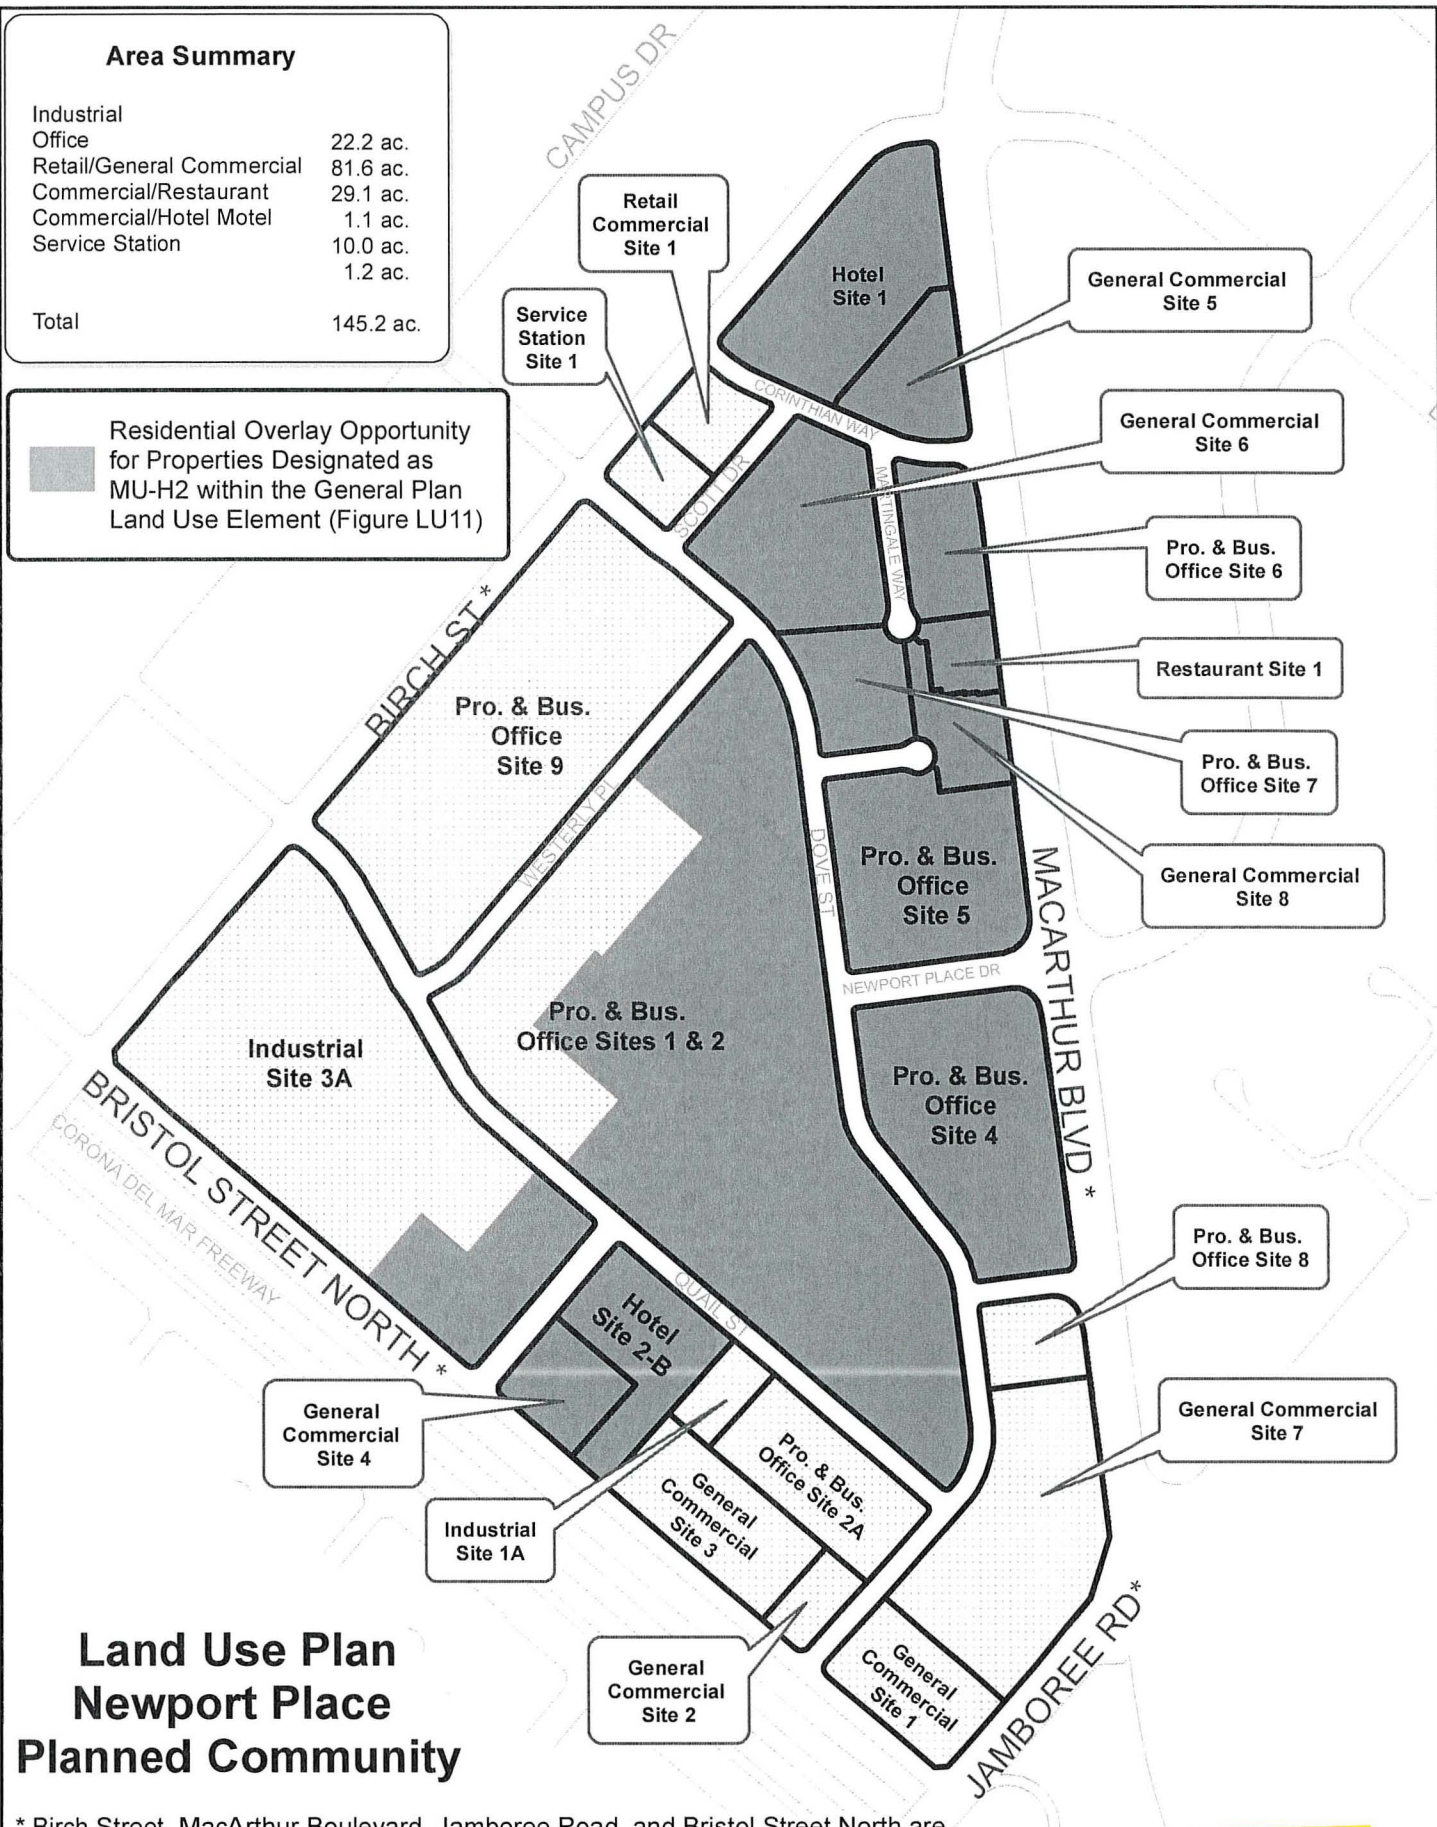 Area Summary
Industrial
Office 22.2 ac.
Retail/General Commercial 81.6 ac.
Commercial/Restaurant 29.1 ac.
Commercial/Hotel Motel 1.1 ac.
Service Station 10.0 ac.
1.2 ac.
Total 145.2 ac.
Residential Overlay Opportunity
for Properties Designated as
MU-H2 within the General Plan
Land Use Element (Figure LU11)
CAMPUS DR
Retail
Commercial
Site 1
Service
Station
Site 1
Hotel
Site 1
General Commercial
Site 5
CORINTHIAN WAY
General Commercial
Site 6
SCOTT DR
MARTINGALE WAY
Pro. & Bus.
Office Site 6
BIRCH ST *
Restaurant Site 1
Pro. & Bus.
Office
Site 9
Pro. & Bus.
Office Site 7
WESTERLY PL
DOVE ST
Pro. & Bus.
Office
Site 5
General Commercial
Site 8
MACARTHUR BLVD *
NEWPORT PLACE DR
Pro. & Bus.
Office Sites 1 & 2
Industrial
Site 3A
Pro. & Bus.
Office
Site 4
BRISTOL STREET NORTH *
CORONA DEL MAR FREEWAY
Pro. & Bus.
Office Site 8
QUAIL ST
Hotel
Site 2-B
General
Commercial
Site 4
General Commercial
Site 7
Pro. & Bus.
Office Site 2A
General
Commercial
Site 3
Industrial
Site 1A
General
Commercial
Site 2
General
Commercial
Site 1
JAMBOREE RD*
Land Use Plan
Newport Place
Planned Community
* Birch Street, MacArthur Boulevard, Jamboree Road, and Bristol Street North are